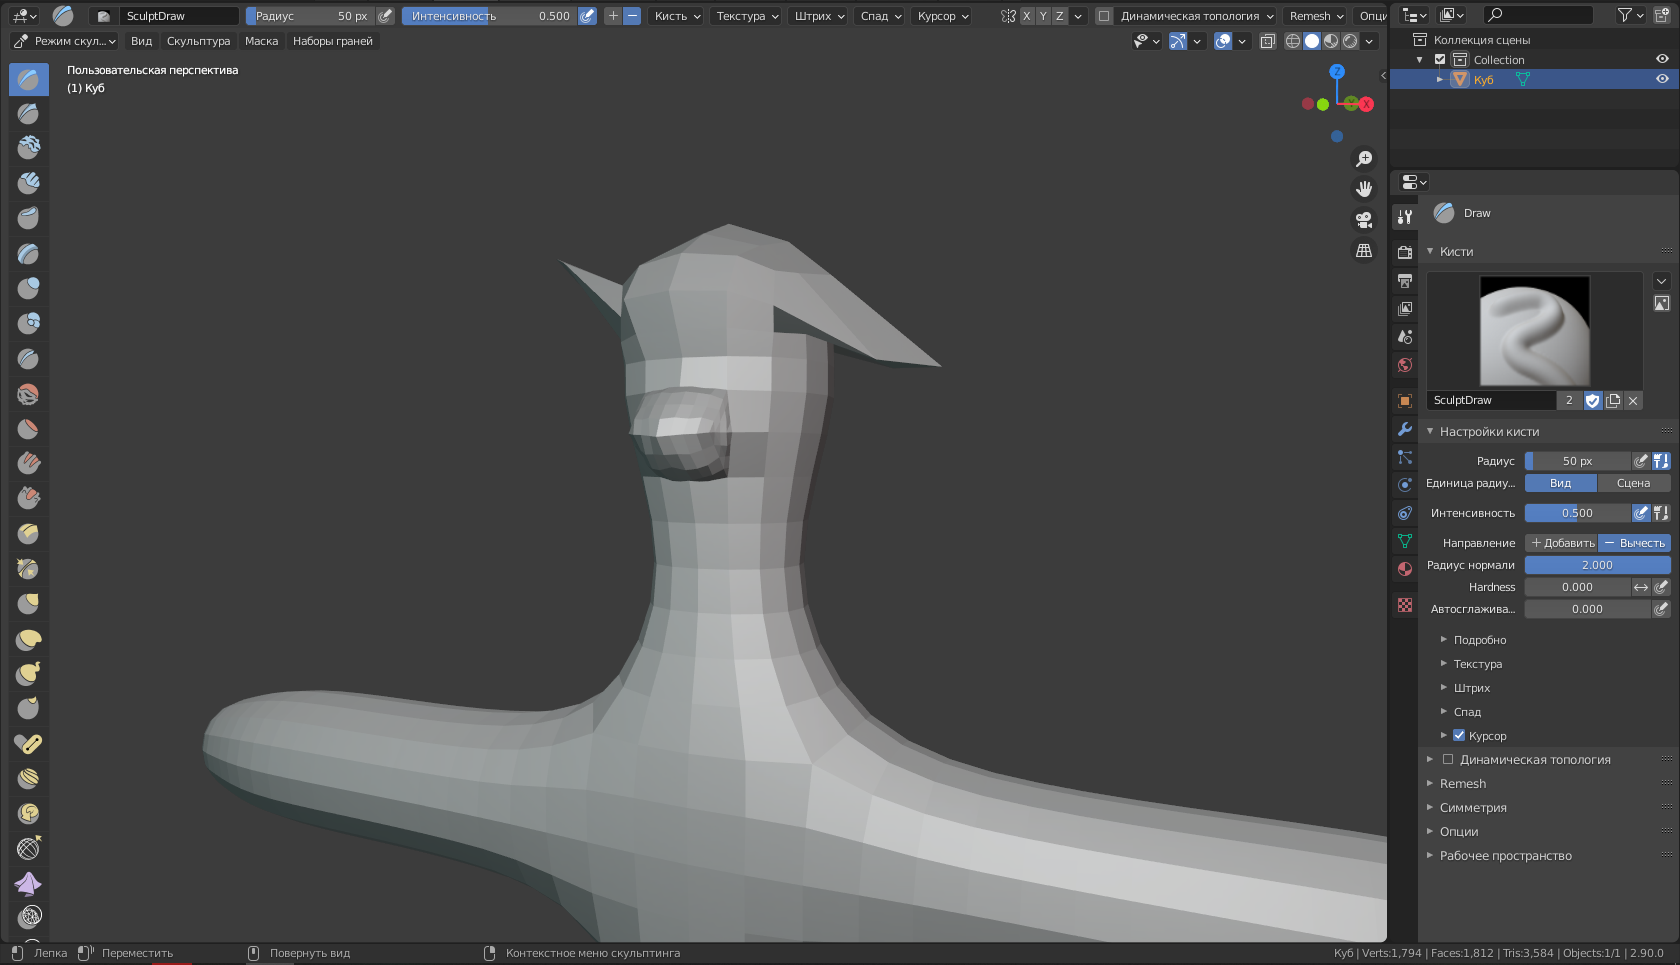 SculptDraw
Радиус 50 px
Интенсивность 0.500
Кисть
Текстура
Штрих
Спад
Курсор
X Y Z
Динамическая топология
Remesh
Опци
Режим скул...
Вид
Скульптура
Маска
Наборы граней
Пользовательская перспектива
(1) Куб
Z
Y
X
Коллекция сцены
Collection
Куб
Draw
Кисти
SculptDraw 2
Настройки кисти
Радиус 50 px
Единица радиу... Вид Сцена
Интенсивность 0.500
Направление + Добавить − Вычесть
Радиус нормали 2.000
Hardness 0.000
Автосглажива... 0.000
Подробно
Текстура
Штрих
Спад
Курсор
Динамическая топология
Remesh
Симметрия
Опции
Рабочее пространство
Лепка
Переместить
Повернуть вид
Контекстное меню скульптинга
Куб | Verts:1,794 | Faces:1,812 | Tris:3,584 | Objects:1/1 | 2.90.0